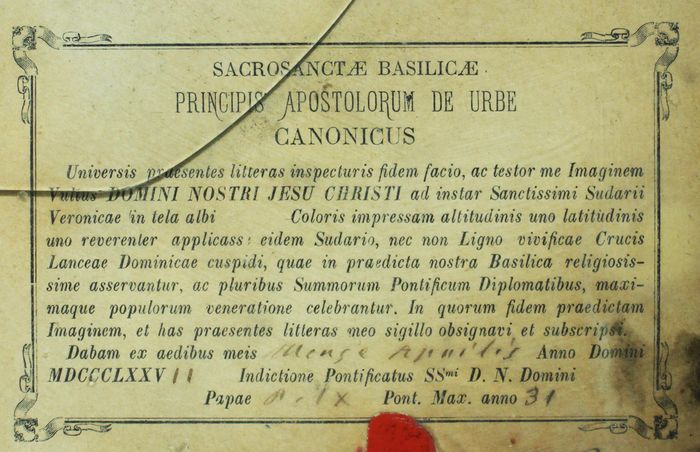 SACROSANCTÆ BASILICÆ
PRINCIPIS APOSTOLORUM DE URBE
CANONICUS
Universis praesentes litteras inspecturis fidem facio, ac testor me Imaginem
Vultus DOMINI NOSTRI JESU CHRISTI ad instar Sanctissimi Sudarii
Veronicae in tela albi Coloris impressam altitudinis uno latitudinis
uno reverenter applicasse eidem Sudario, nec non Ligno vivificae Crucis
Lanceae Dominicae cuspidi, quae in praedicta nostra Basilica religiosis-
sime asservantur, ac pluribus Summorum Pontificum Diplomatibus, maxi-
maque populorum veneratione celebrantur. In quorum fidem praedictam
Imaginem, et has praesentes litteras meo sigillo obsignavi et subscripsi.
Dabam ex aedibus meis Mense Aprilis Anno Domini
MDCCCLXXVII Indictione Pontificatus SSmi D. N. Domini
Papae P. IX Pont. Max. anno 31